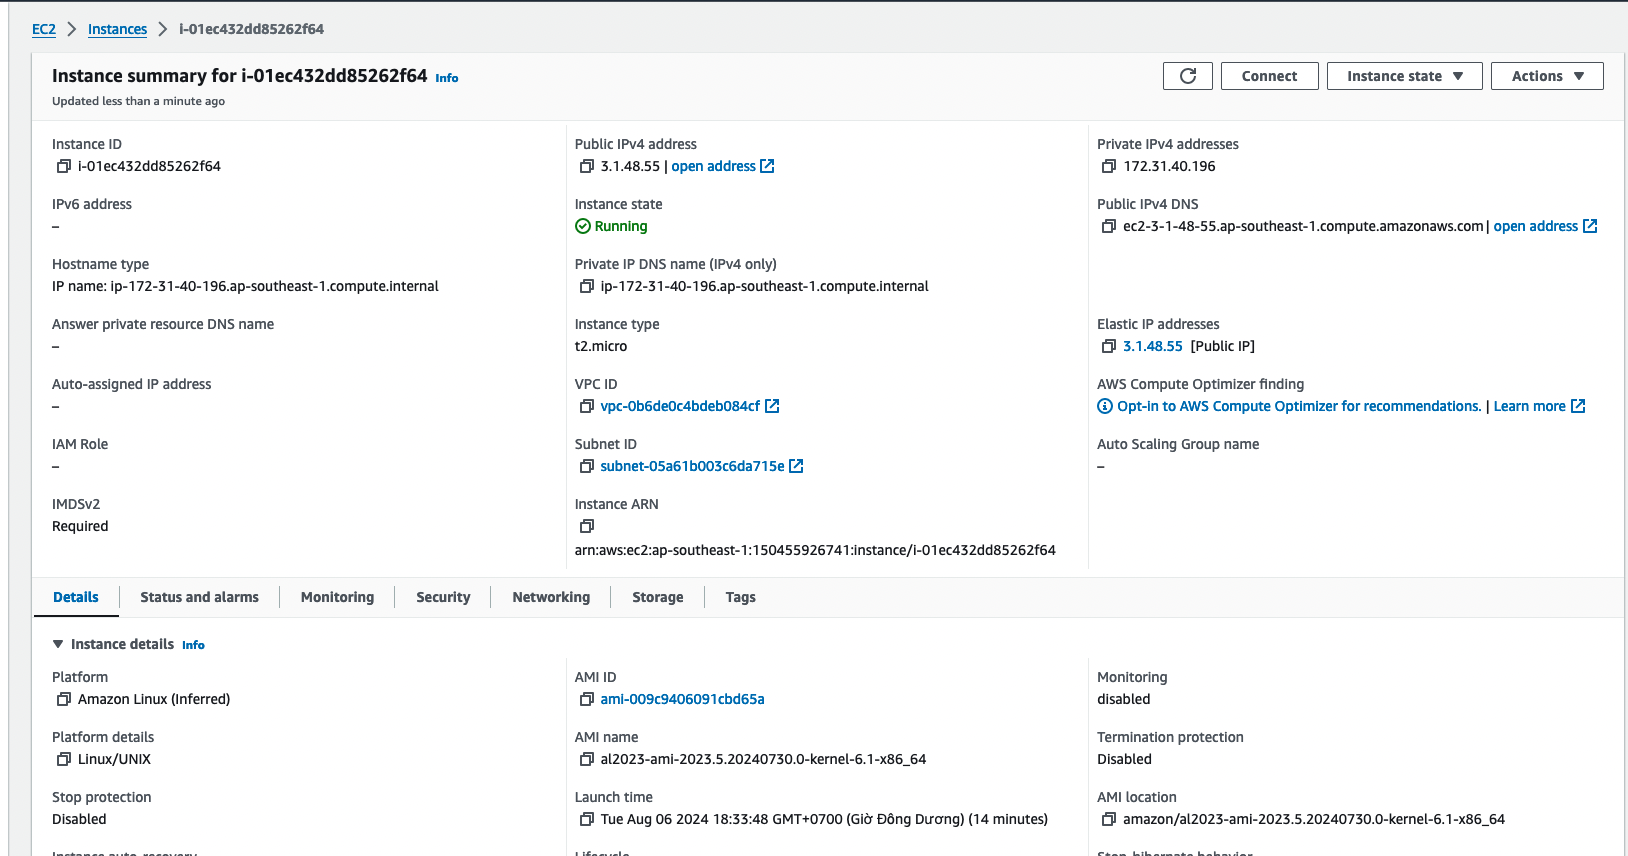 EC2 > Instances > i-01ec432dd85262f64
Instance summary for i-01ec432dd85262f64 Info
Updated less than a minute ago
Connect
Instance state
Actions
Instance ID
i-01ec432dd85262f64
Public IPv4 address
3.1.48.55 | open address
Private IPv4 addresses
172.31.40.196
IPv6 address
–
Instance state
Running
Public IPv4 DNS
ec2-3-1-48-55.ap-southeast-1.compute.amazonaws.com | open address
Hostname type
IP name: ip-172-31-40-196.ap-southeast-1.compute.internal
Private IP DNS name (IPv4 only)
ip-172-31-40-196.ap-southeast-1.compute.internal
Answer private resource DNS name
–
Instance type
t2.micro
Elastic IP addresses
3.1.48.55 [Public IP]
Auto-assigned IP address
–
VPC ID
vpc-0b6de0c4bdeb084cf
AWS Compute Optimizer finding
Opt-in to AWS Compute Optimizer for recommendations. | Learn more
IAM Role
–
Subnet ID
subnet-05a61b003c6da715e
Auto Scaling Group name
–
IMDSv2
Required
Instance ARN
arn:aws:ec2:ap-southeast-1:150455926741:instance/i-01ec432dd85262f64
Details
Status and alarms
Monitoring
Security
Networking
Storage
Tags
Instance details Info
Platform
Amazon Linux (Inferred)
AMI ID
ami-009c9406091cbd65a
Monitoring
disabled
Platform details
Linux/UNIX
AMI name
al2023-ami-2023.5.20240730.0-kernel-6.1-x86_64
Termination protection
Disabled
Stop protection
Disabled
Launch time
Tue Aug 06 2024 18:33:48 GMT+0700 (Giờ Đông Dương) (14 minutes)
AMI location
amazon/al2023-ami-2023.5.20240730.0-kernel-6.1-x86_64
Instance auto-recovery
Lifecycle
Stop-hibernate behavior